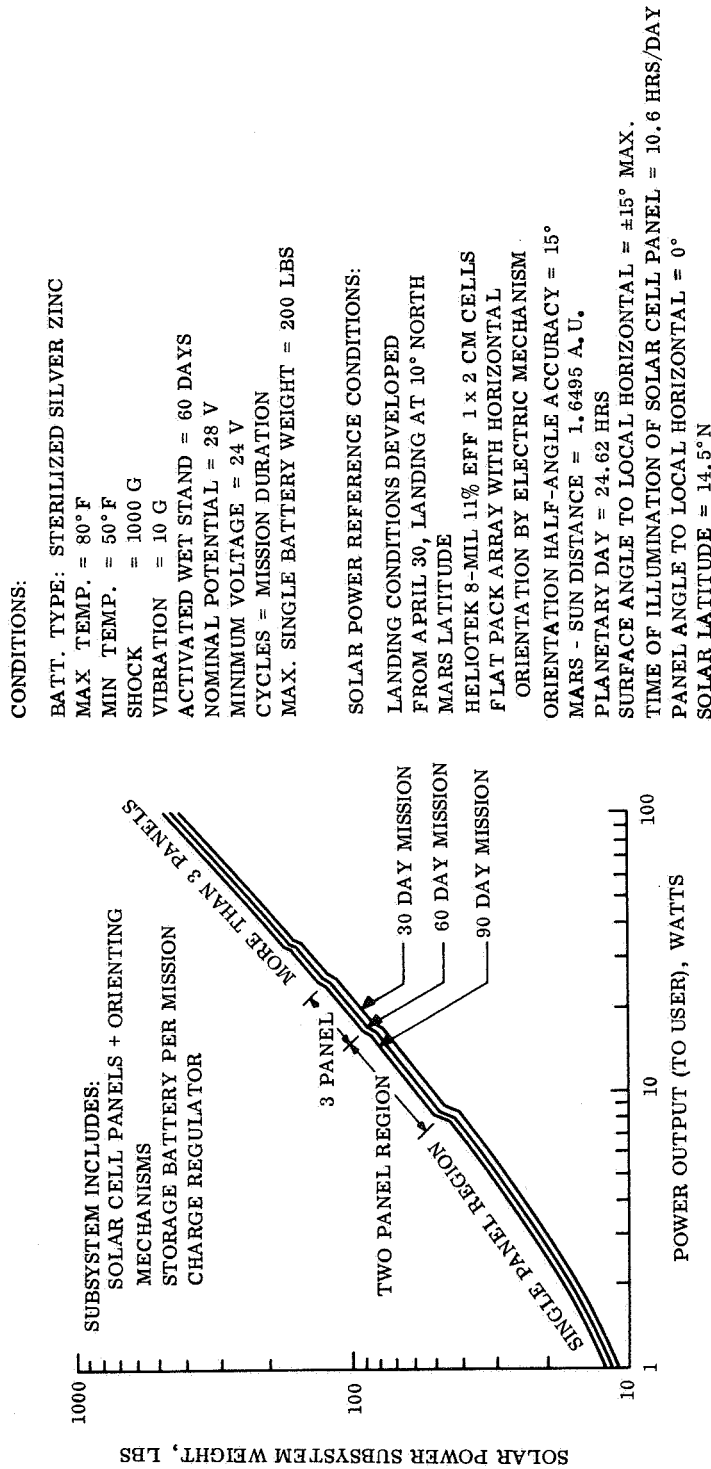 CONDITIONS:
BATT. TYPE: STERILIZED SILVER ZINC
MAX TEMP. = 80°F
MIN TEMP. = 50°F
SHOCK = 1000 G
VIBRATION = 10 G
ACTIVATED WET STAND = 60 DAYS
NOMINAL POTENTIAL = 28 V
MINIMUM VOLTAGE = 24 V
CYCLES = MISSION DURATION
MAX. SINGLE BATTERY WEIGHT = 200 LBS
SOLAR POWER REFERENCE CONDITIONS:
LANDING CONDITIONS DEVELOPED
FROM APRIL 30, LANDING AT 10° NORTH
MARS LATITUDE
HELIOTEK 8-MIL 11% EFF 1 x 2 CM CELLS
FLAT PACK ARRAY WITH HORIZONTAL
ORIENTATION BY ELECTRIC MECHANISM
ORIENTATION HALF-ANGLE ACCURACY = 15°
MARS - SUN DISTANCE = 1.6495 A.U.
PLANETARY DAY = 24.62 HRS
SURFACE ANGLE TO LOCAL HORIZONTAL = ±15° MAX.
TIME OF ILLUMINATION OF SOLAR CELL PANEL = 10.6 HRS/DAY
PANEL ANGLE TO LOCAL HORIZONTAL = 0°
SOLAR LATITUDE = 14.5°N
SUBSYSTEM INCLUDES:
SOLAR CELL PANELS + ORIENTING
MECHANISMS
STORAGE BATTERY PER MISSION
CHARGE REGULATOR
MORE THAN 3 PANELS
3 PANEL
TWO PANEL REGION
SINGLE PANEL REGION
30 DAY MISSION
60 DAY MISSION
90 DAY MISSION
SOLAR POWER SUBSYSTEM WEIGHT, LBS
1000
100
10
1
10
100
POWER OUTPUT (TO USER), WATTS